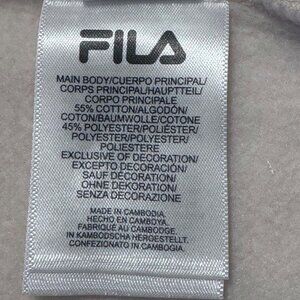 FILA
MAIN BODY/CUERPO PRINCIPAL/
CORPS PRINCIPAL/HAUPTTEIL/
CORPO PRINCIPALE
55% COTTON/ALGODÓN/
COTON/BAUMWOLLE/COTONE
45% POLYESTER/POLIÉSTER/
POLYESTER/POLYESTER/
POLIESTERE
EXCLUSIVE OF DECORATION/
EXCEPTO DECORACIÓN/
SAUF DÉCORATION/
OHNE DEKORATION/
SENZA DECORAZIONE
MADE IN CAMBODIA.
HECHO EN CAMBOYA.
FABRIQUÉ AU CAMBODGE.
IN KAMBODSCHA HERGESTELLT.
CONFEZIONATO IN CAMBOGIA.